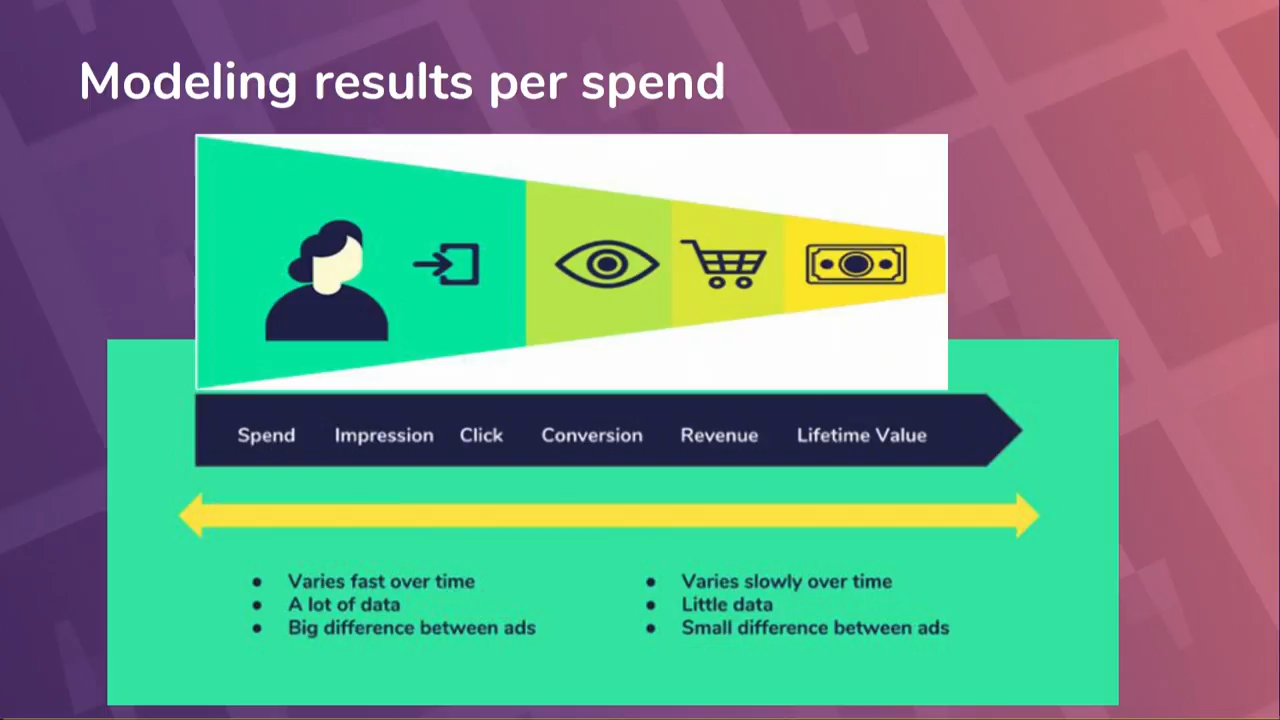 Modeling results per spend
Spend Impression Click Conversion Revenue Lifetime Value
● Varies fast over time
● A lot of data
● Big difference between ads
● Varies slowly over time
● Little data
● Small difference between ads